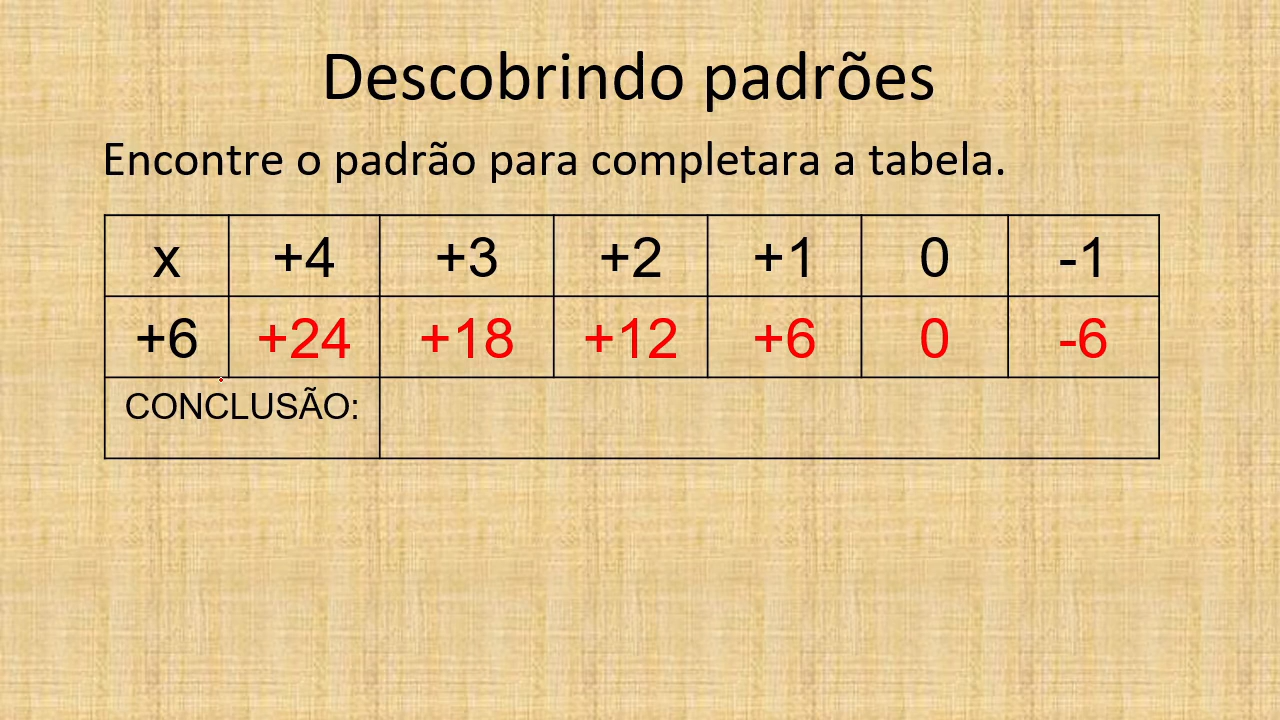 Descobrindo padrões
Encontre o padrão para completara a tabela.
x +4 +3 +2 +1 0 -1
+6 +24 +18 +12 +6 0 -6
CONCLUSÃO: